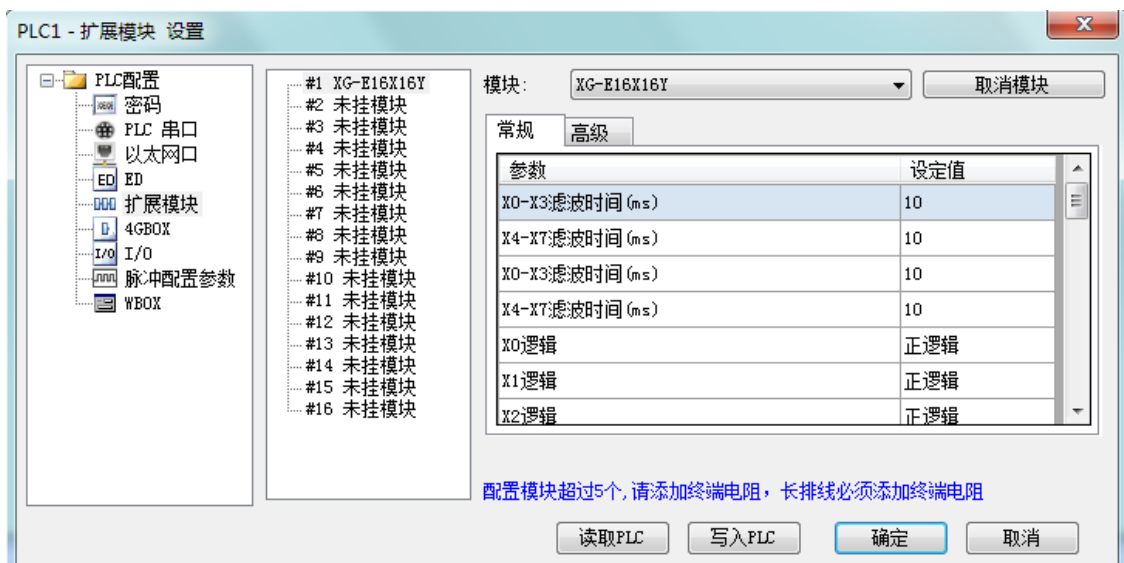 PLC1 - 扩展模块 设置
PLC配置
密码
PLC 串口
以太网口
ED ED
扩展模块
4GBOX
I/O I/O
脉冲配置参数
WBOX
#1 XG-E16X16Y
#2 未挂模块
#3 未挂模块
#4 未挂模块
#5 未挂模块
#6 未挂模块
#7 未挂模块
#8 未挂模块
#9 未挂模块
#10 未挂模块
#11 未挂模块
#12 未挂模块
#13 未挂模块
#14 未挂模块
#15 未挂模块
#16 未挂模块
模块: XG-E16X16Y 取消模块
常规 高级
参数 设定值
X0-X3滤波时间(ms) 10
X4-X7滤波时间(ms) 10
X0-X3滤波时间(ms) 10
X4-X7滤波时间(ms) 10
X0逻辑 正逻辑
X1逻辑 正逻辑
X2逻辑 正逻辑
配置模块超过5个,请添加终端电阻，长排线必须添加终端电阻
读取PLC 写入PLC 确定 取消